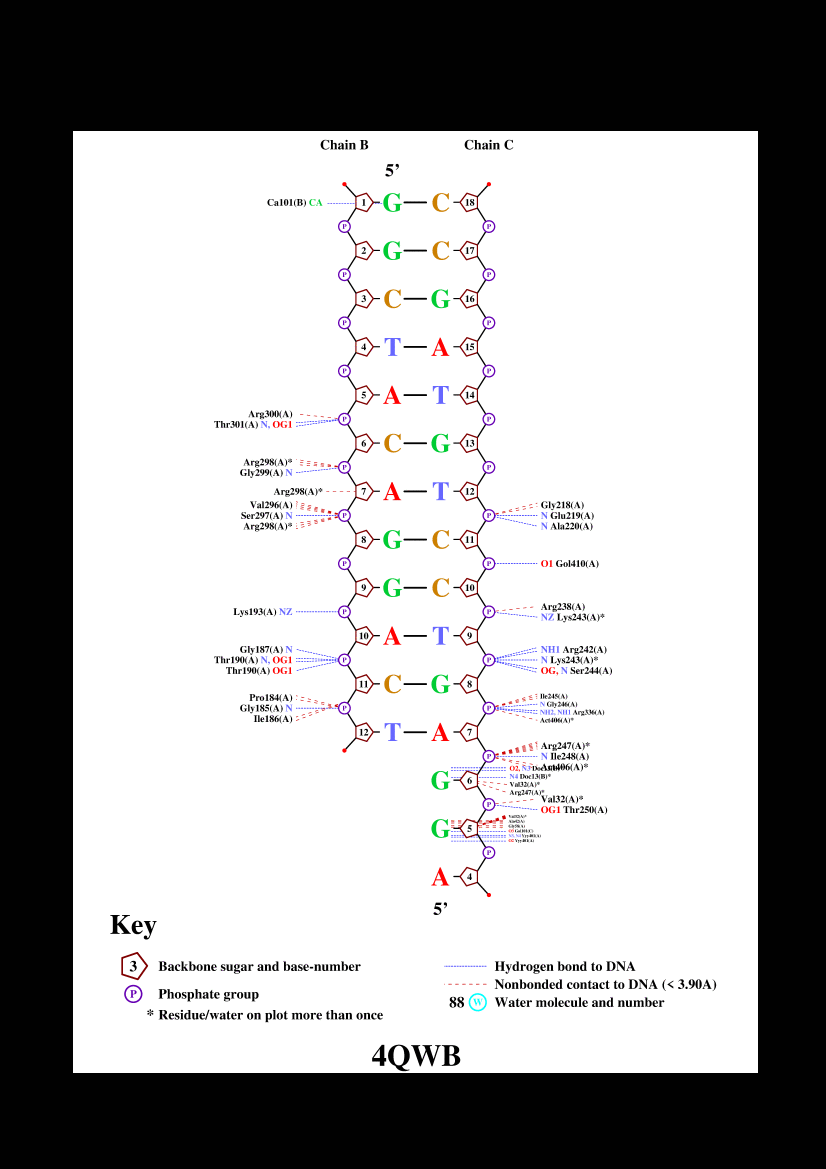 Chain B Chain C
5’
Ca101(B) CA 1 G C 18
P P
2 G C 17
P P
3 C G 16
P P
4 T A 15
P P
5 A T 14
Arg300(A)
Thr301(A) N, OG1 P P
6 C G 13
Arg298(A)*
Gly299(A) N P P
Arg298(A)* 7 A T 12
Val296(A) Gly218(A)
Ser297(A) N P P N Glu219(A)
Arg298(A)* N Ala220(A)
8 G C 11
P P O1 Gol410(A)
9 G C 10
Arg238(A)
Lys193(A) NZ P P NZ Lys243(A)*
10 A T 9
Gly187(A) N NH1 Arg242(A)
Thr190(A) N, OG1 P P N Lys243(A)*
Thr190(A) OG1 OG, N Ser244(A)
11 C G 8
Pro184(A) Ile245(A)
Gly185(A) N P P N Gly246(A)
Ile186(A) NH2, NH1 Arg336(A)
Act406(A)*
12 T A 7
Arg247(A)*
P N Ile248(A)
Act406(A)*
O2, N3
N4 Doc13(B)*
G 6 Val32(A)*
Arg247(A)*
Val32(A)*
P OG1 Thr250(A)
G 5
P
A 4
5’
Key
3 Backbone sugar and base-number
P Phosphate group
* Residue/water on plot more than once
Hydrogen bond to DNA
Nonbonded contact to DNA (< 3.90A)
88 W Water molecule and number
4QWB